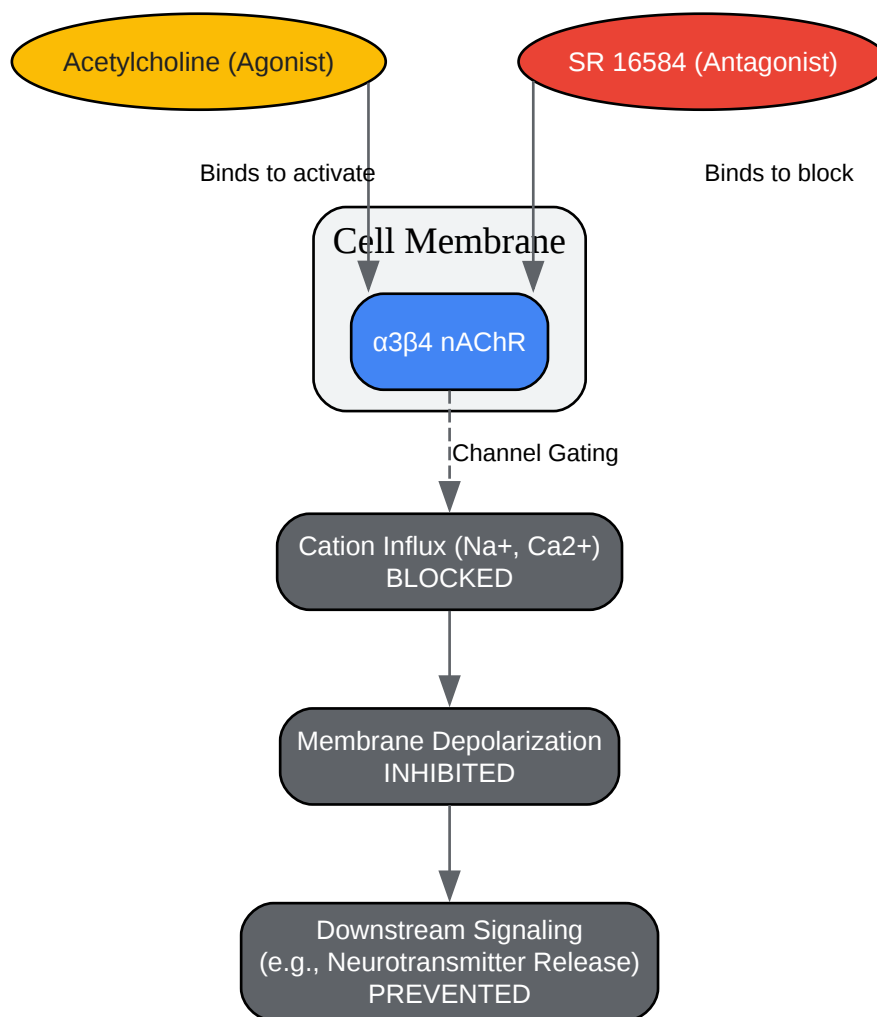 Acetylcholine (Agonist)
SR 16584 (Antagonist)
Binds to activate
Binds to block
Cell Membrane
α3β4 nAChR
Channel Gating
Cation Influx (Na+, Ca2+)
BLOCKED
Membrane Depolarization
INHIBITED
Downstream Signaling
(e.g., Neurotransmitter Release)
PREVENTED